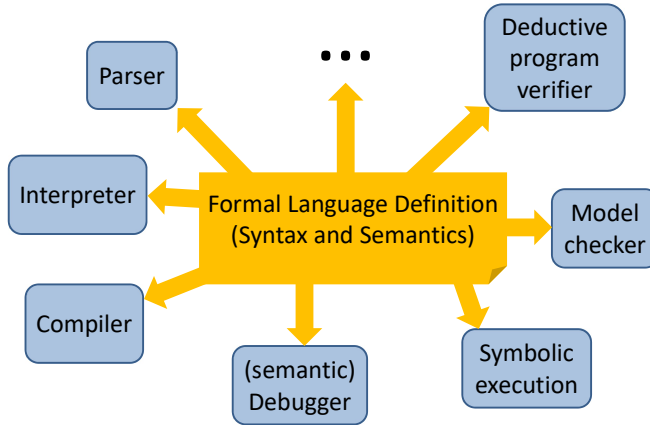 ...
Deductive
program
verifier
Parser
Interpreter
Formal Language Definition
(Syntax and Semantics)
Model
checker
Compiler
(semantic)
Debugger
Symbolic
execution